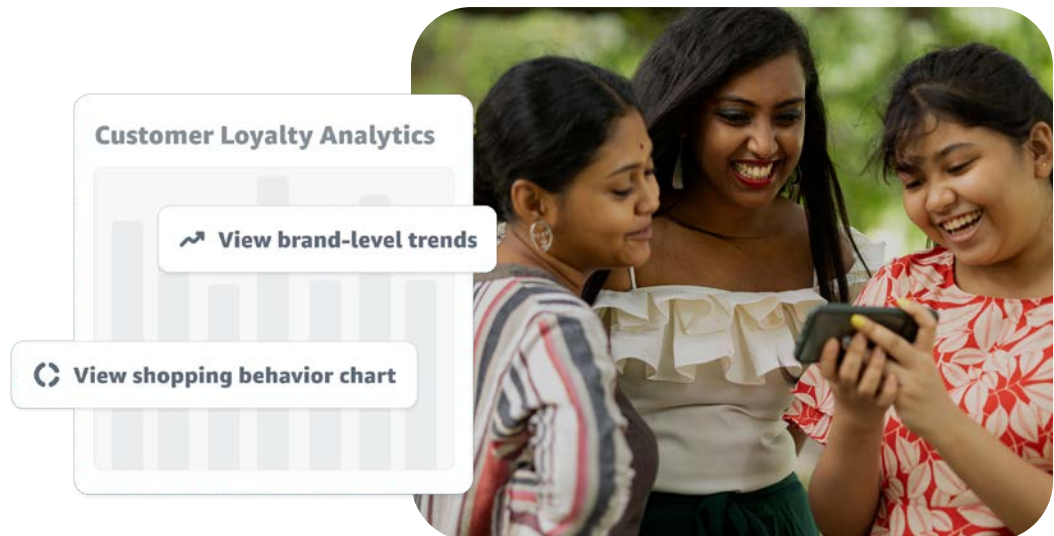 Customer Loyalty Analytics
View brand-level trends
View shopping behavior chart